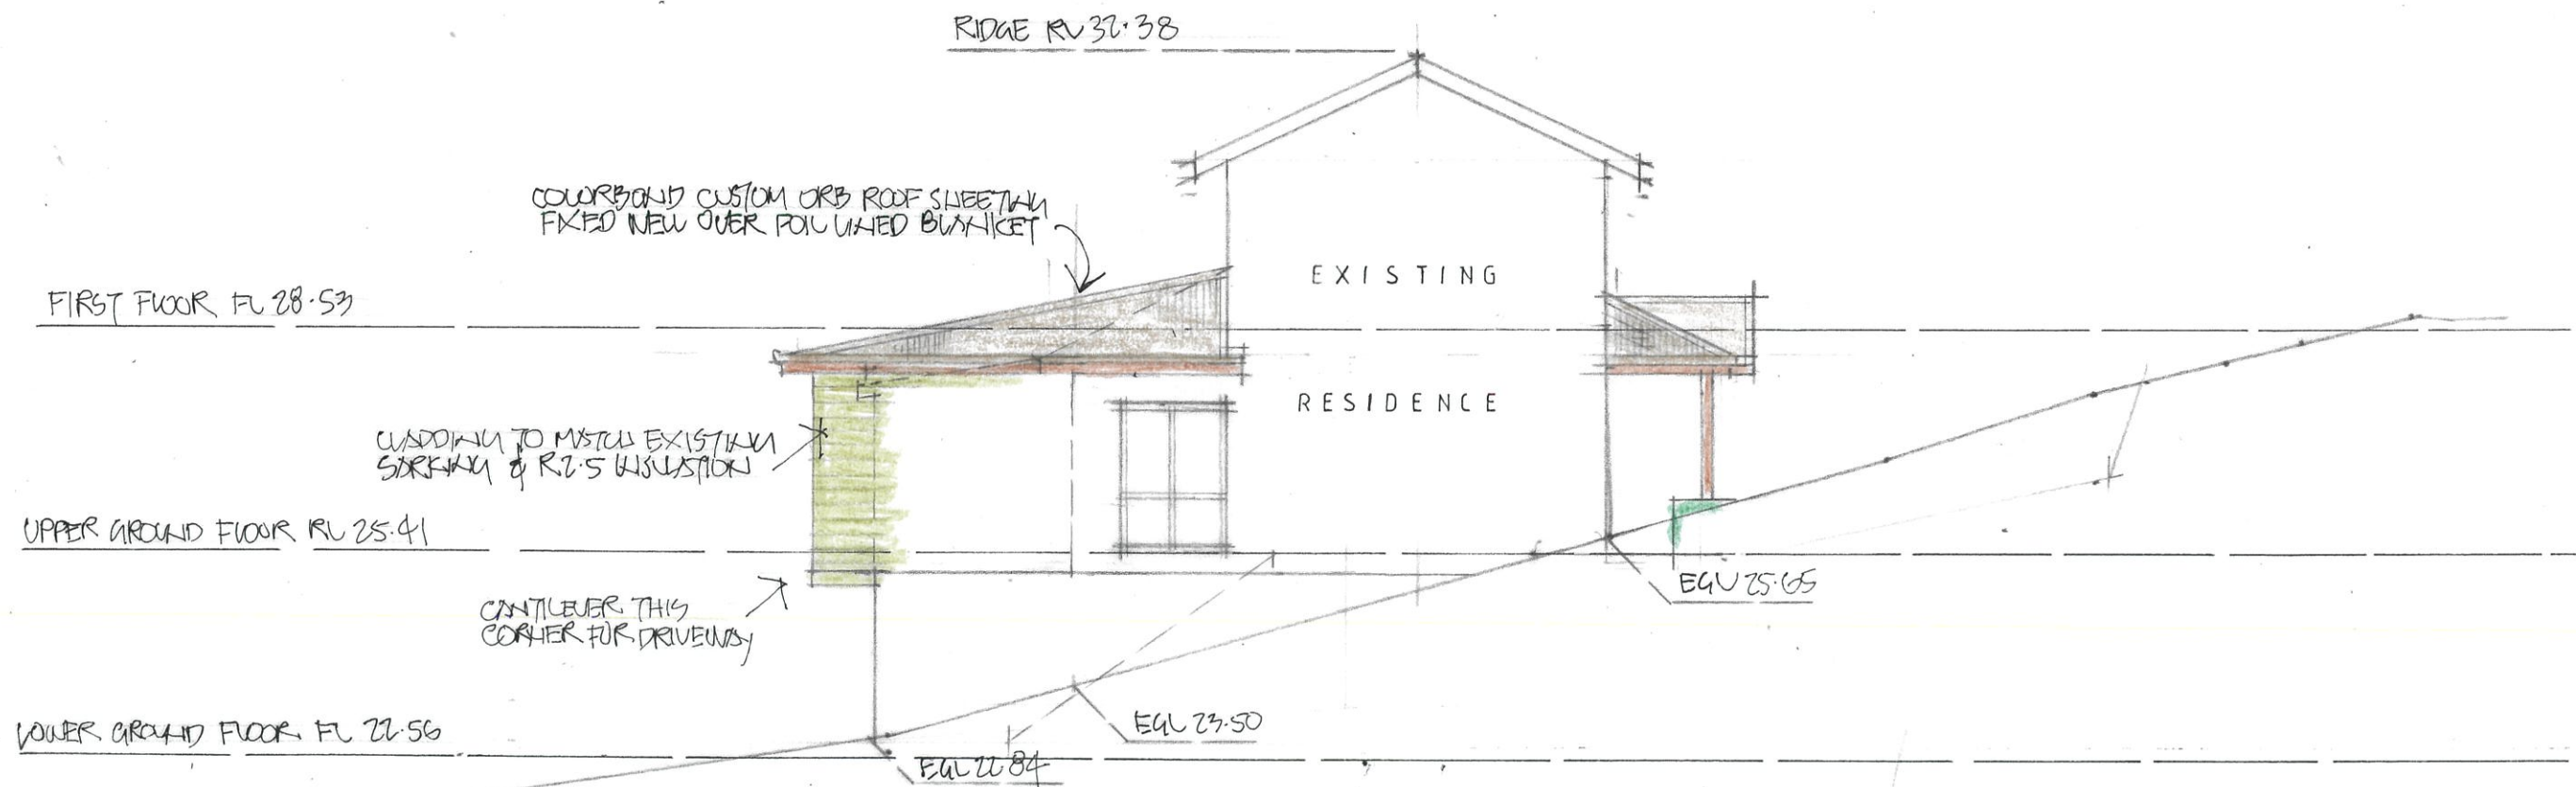 RIDGE RL 32.38
COLORBOND CUSTOM ORB ROOF SHEETING
FIXED NEW OVER FOIL LINED BLANKET
EXISTING
FIRST FLOOR FL 28.53
RESIDENCE
CLADDING TO MATCH EXISTING
SARKING & R2.5 INSULATION
UPPER GROUND FLOOR RL 25.41
EGL 25.65
CANTILEVER THIS
CORNER FOR DRIVEWAY
EGL 23.50
LOWER GROUND FLOOR FL 22.56
EGL 22.84